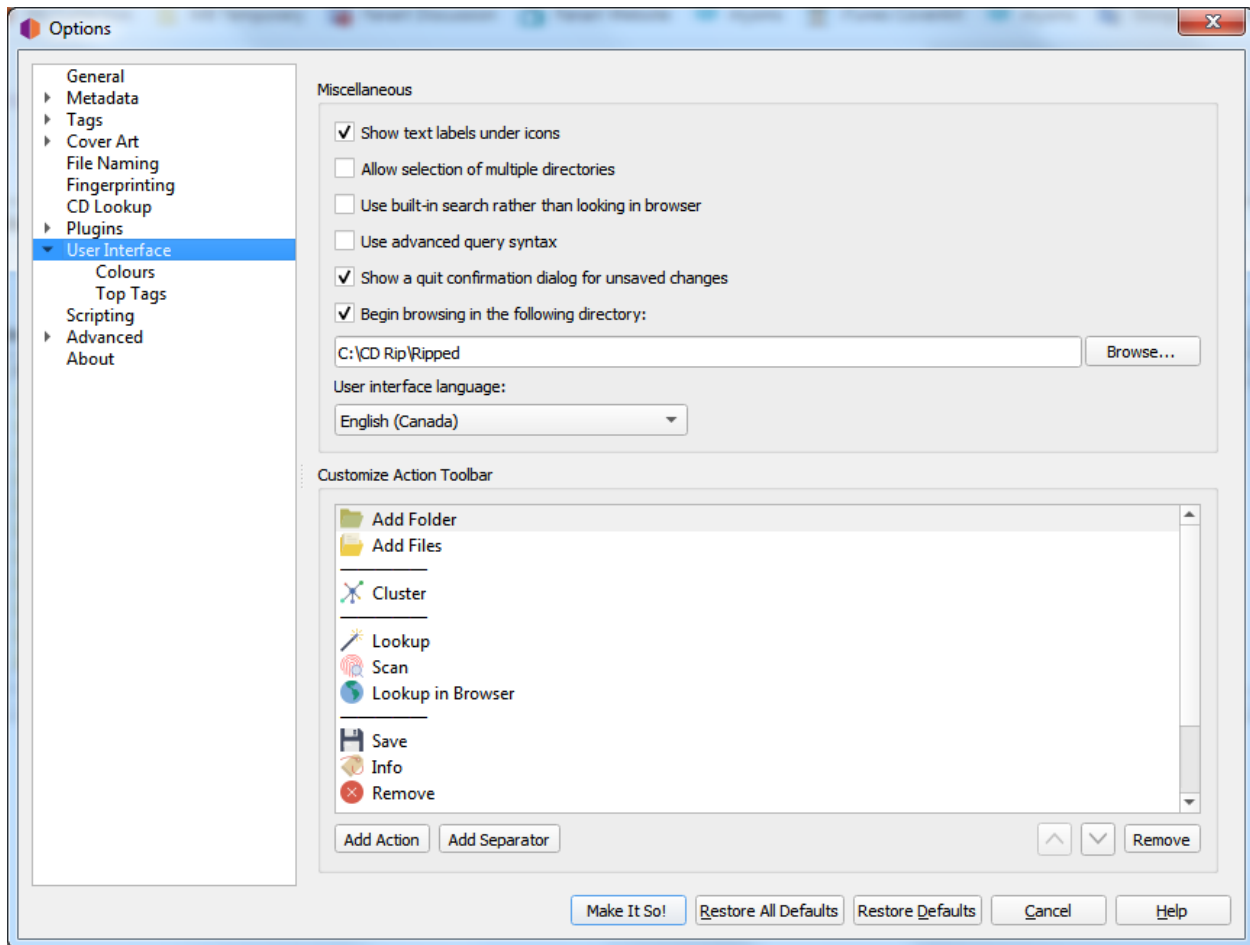 Options
General
Metadata
Tags
Cover Art
File Naming
Fingerprinting
CD Lookup
Plugins
User Interface
Colours
Top Tags
Scripting
Advanced
About
Miscellaneous
Show text labels under icons
Allow selection of multiple directories
Use built-in search rather than looking in browser
Use advanced query syntax
Show a quit confirmation dialog for unsaved changes
Begin browsing in the following directory:
C:\CD Rip\Ripped
Browse...
User interface language:
English (Canada)
Customize Action Toolbar
Add Folder
Add Files
Cluster
Lookup
Scan
Lookup in Browser
Save
Info
Remove
Add Action Add Separator Remove
Make It So! Restore All Defaults Restore Defaults Cancel Help